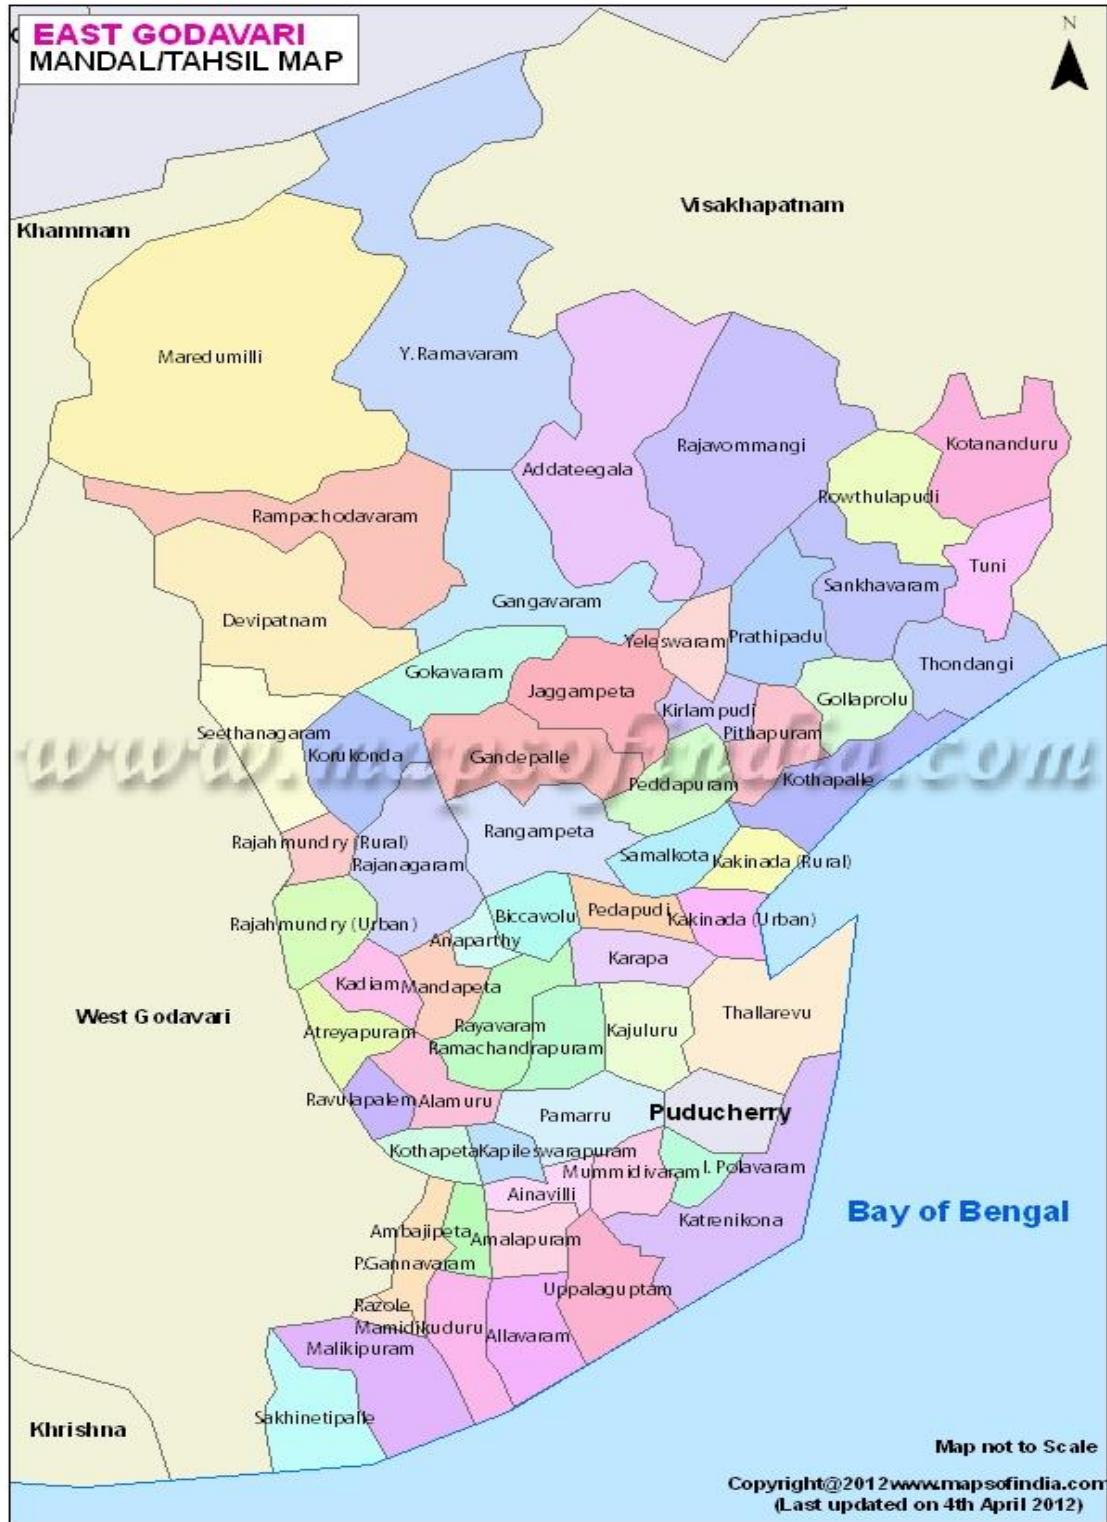 EAST GODAVARI
MANDAL/TAHSIL MAP
N
Visakhapatnam
Khammam
Maredumilli
Y. Ramavaram
Rajavommangi
Kotananduru
Addateegala
Rowthulapudi
Rampachodavaram
Tuni
Sankhavaram
Gangavaram
Devipatnam
Yeleswaram
Prathipadu
Thondangi
Gokavaram
Jaggampeta
Gollaprolu
Kirlampudi
Seethanagaram
Pithapuram
www.mapsofindia.com
Korukonda
Gandepalle
Peddapuram
Kothapalle
Rangampeta
Rajahmundry (Rural)
Samalkota
Kakinada (Rural)
Rajanagaram
Rajahmundry (Urban)
Biccavolu
Pedapudi
Kakinada (Urban)
Anaparthy
Karapa
Kadiam
Mandapeta
West Godavari
Thallarevu
Atreyapuram
Rayavaram
Kajuluru
Ramachandrapuram
Ravulapalem
Alamuru
Pamarru
Puducherry
Kothapeta
Kapileswarapuram
Mummidivaram
I. Polavaram
Ainavilli
Katrenikona
Bay of Bengal
Ambajipeta
Amalapuram
P.Gannavaram
Uppalaguptam
Razole
Mamidikuduru
Allavaram
Malikipuram
Sakhinetipalle
Khrishna
Map not to Scale
Copyright@2012www.mapsofindia.com
(Last updated on 4th April 2012)